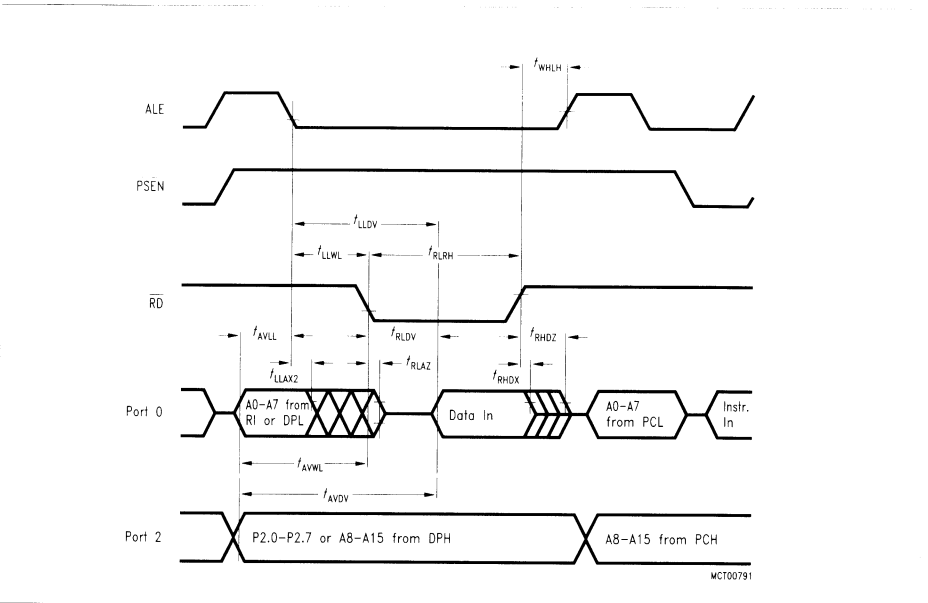 tWHLH
ALE
PSEN
tLLDV
tLLWL
tRLRH
RD
tAVLL
tRLDV
tRHDZ
tLLAX2
tRLAZ
tRHDX
Port 0
A0–A7 from
RI or DPL
Data In
A0–A7
from PCL
Instr.
In
tAVWL
tAVDV
Port 2
P2.0–P2.7 or A8–A15 from DPH
A8–A15 from PCH
MCT00791